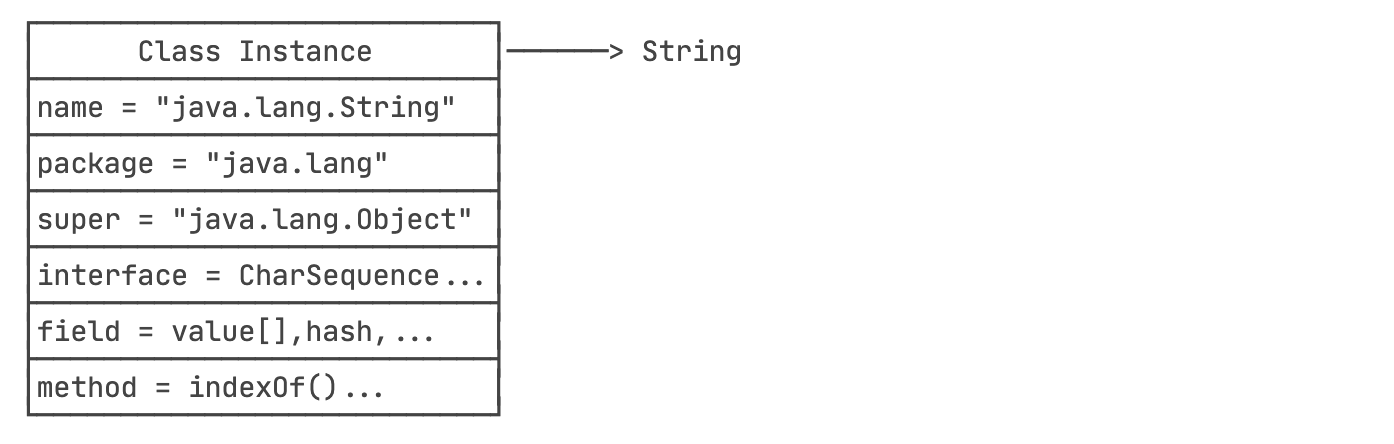 Class Instance ──────> String
name = "java.lang.String"
package = "java.lang"
super = "java.lang.Object"
interface = CharSequence...
field = value[],hash,...
method = indexOf()...